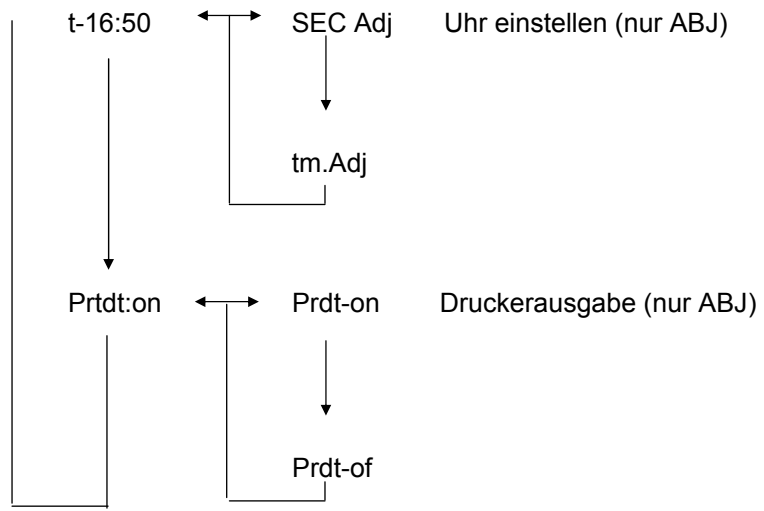 t-16:50 SEC Adj Uhr einstellen (nur ABJ)
tm.Adj
Prtdt:on Prdt-on Druckerausgabe (nur ABJ)
Prdt-of